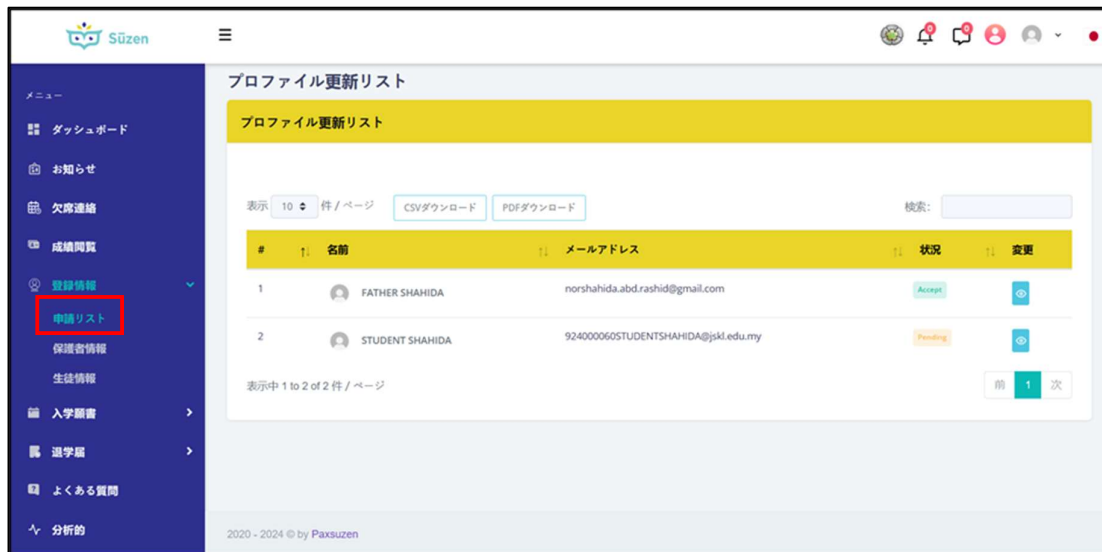 Sūzen
0
0
メニュー
ダッシュボード
お知らせ
欠席連絡
成績閲覧
登録情報
申請リスト
保護者情報
生徒情報
入学願書
退学届
よくある質問
分析的
プロファイル更新リスト
プロファイル更新リスト
表示 10 件 / ページ CSVダウンロード PDFダウンロード 検索:
# 名前 メールアドレス 状況 変更
1 FATHER SHAHIDA norshahida.abd.rashid@gmail.com Accept
2 STUDENT SHAHIDA 924000060STUDENTSHAHIDA@jskl.edu.my Pending
表示中 1 to 2 of 2 件 / ページ 前 1 次
2020 - 2024 © by Paxsuzen